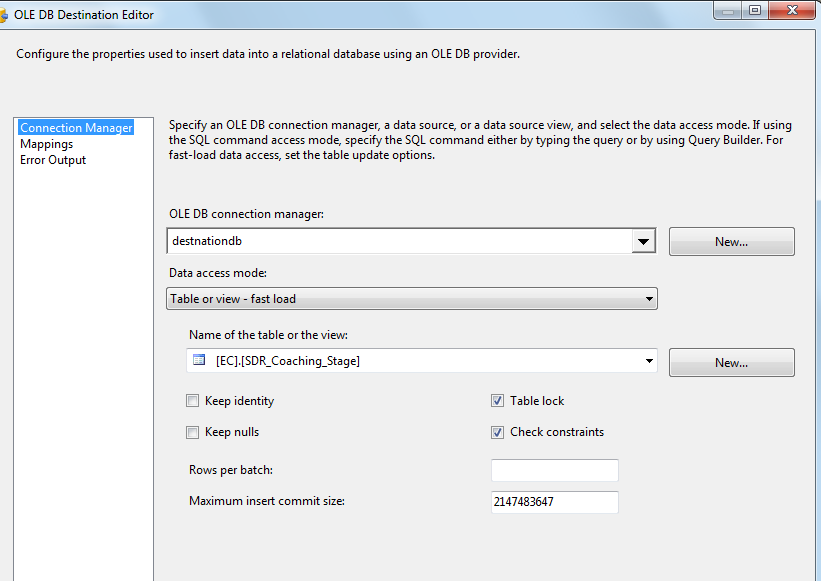 OLE DB Destination Editor
Configure the properties used to insert data into a relational database using an OLE DB provider.
Connection Manager
Mappings
Error Output
Specify an OLE DB connection manager, a data source, or a data source view, and select the data access mode. If using
the SQL command access mode, specify the SQL command either by typing the query or by using Query Builder. For
fast-load data access, set the table update options.
OLE DB connection manager:
destnationdb
New...
Data access mode:
Table or view - fast load
Name of the table or the view:
[EC].[SDR_Coaching_Stage]
New...
Keep identity
Table lock
Keep nulls
Check constraints
Rows per batch:
Maximum insert commit size:
2147483647